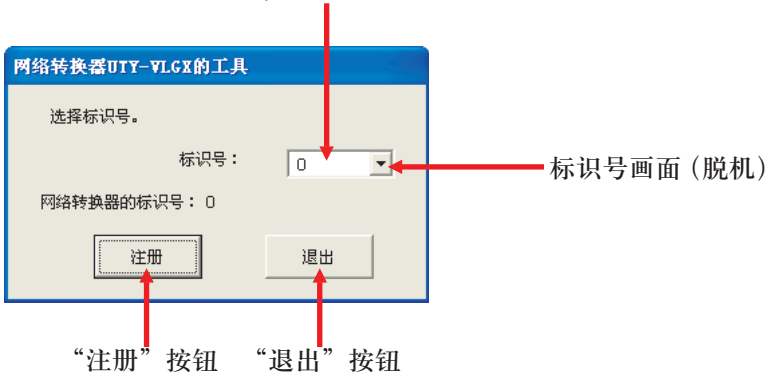 网络转换器UTY-VLGX的工具
选择标识号。
标识号： 0
标识号画面（脱机）
网络转换器的标识号： 0
注册 退出
“注册”按钮 “退出”按钮